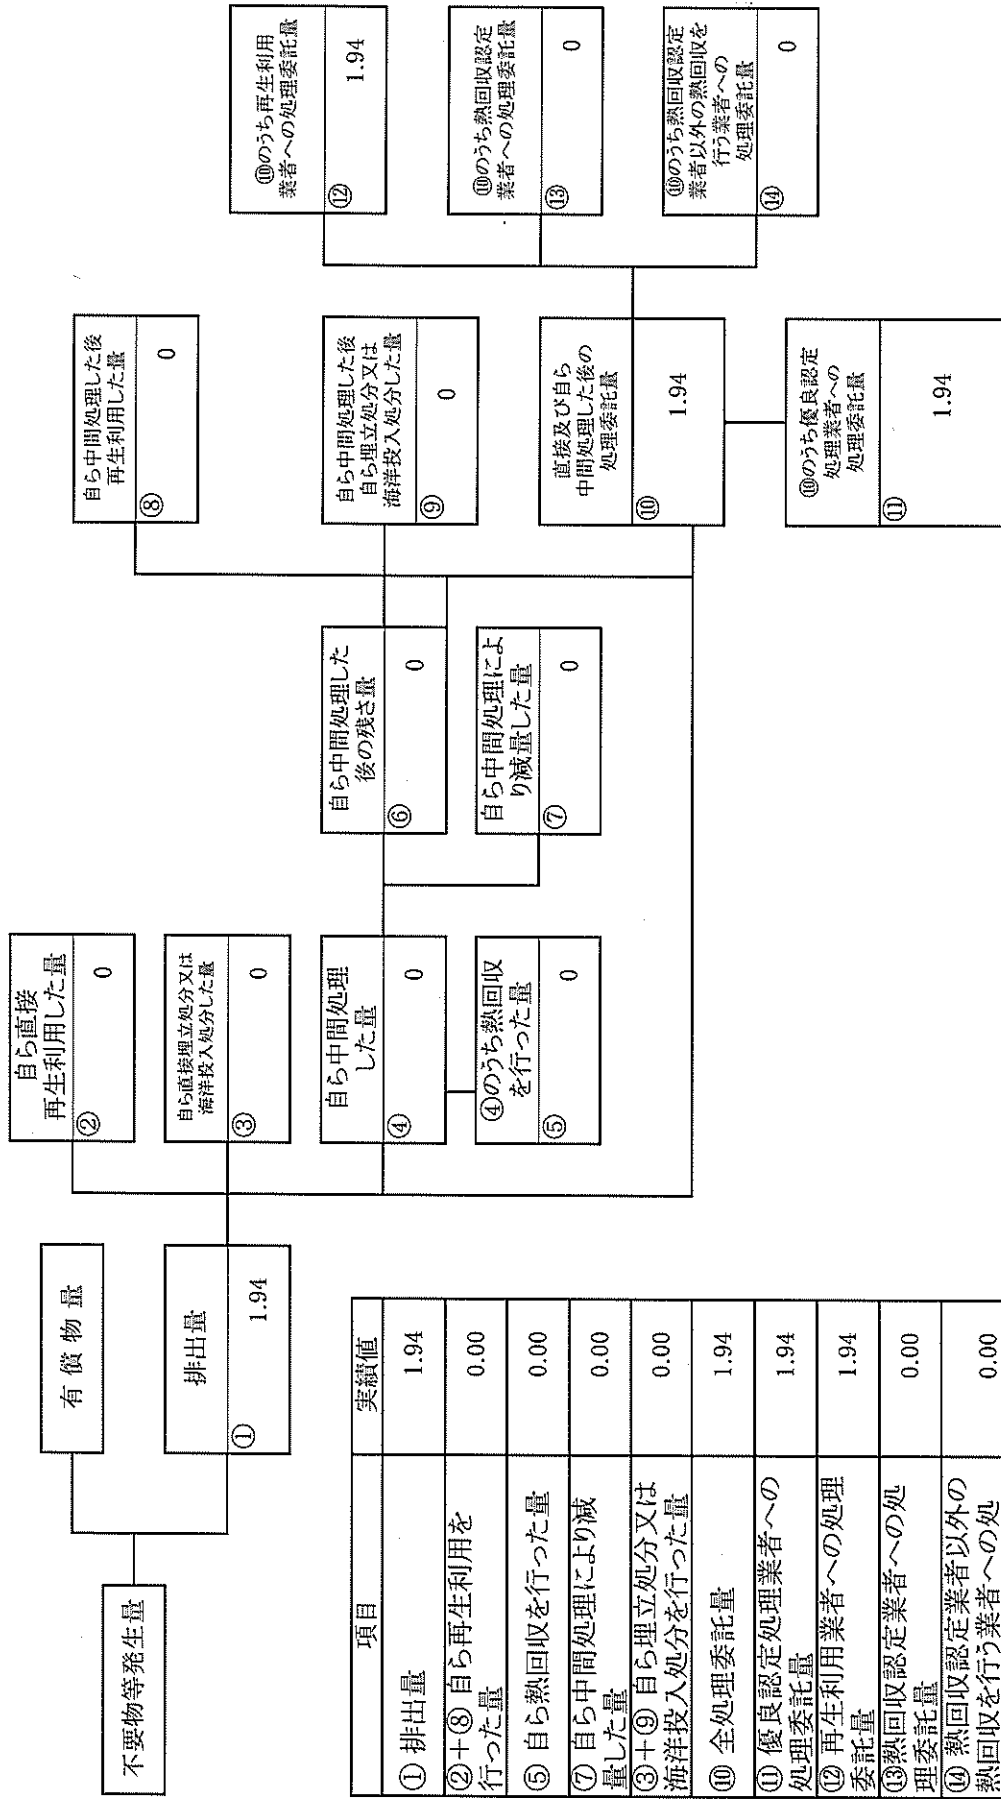 不要物等発生量
有 償 物 量
排出量
① 1.94
自ら直接
再生利用した量
② 0
自ら直接埋立処分又は
海洋投入処分した量
③ 0
自ら中間処理
した量
④ 0
④のうち熱回収
を行った量
⑤ 0
自ら中間処理した
後の残さ量
⑥ 0
自ら中間処理によ
り減量した量
⑦ 0
自ら中間処理した後
再生利用した量
⑧ 0
自ら中間処理した後
自ら埋立処分又は
海洋投入処分した量
⑨ 0
直接及び自ら
中間処理した後の
処理委託量
⑩ 1.94
⑩のうち優良認定
処理業者への
処理委託量
⑪ 1.94
⑩のうち再生利用
業者への処理委託量
⑫ 1.94
⑩のうち熱回収認定
業者への処理委託量
⑬ 0
⑩のうち熱回収認定
業者以外の熱回収を
行う業者への
処理委託量
⑭ 0
項目 実績値
① 排出量 1.94
②+⑧ 自ら再生利用を
行った量 0.00
⑤ 自ら熱回収を行った量 0.00
⑦ 自ら中間処理により減
量した量 0.00
③+⑨ 自ら埋立処分又は
海洋投入処分を行った量 0.00
⑩ 全処理委託量 1.94
⑪ 優良認定処理業者への
処理委託量 1.94
⑫ 再生利用業者への処理
委託量 1.94
⑬熱回収認定業者への処
理委託量 0.00
⑭ 熱回収認定業者以外の
熱回収を行う業者への処 0.00